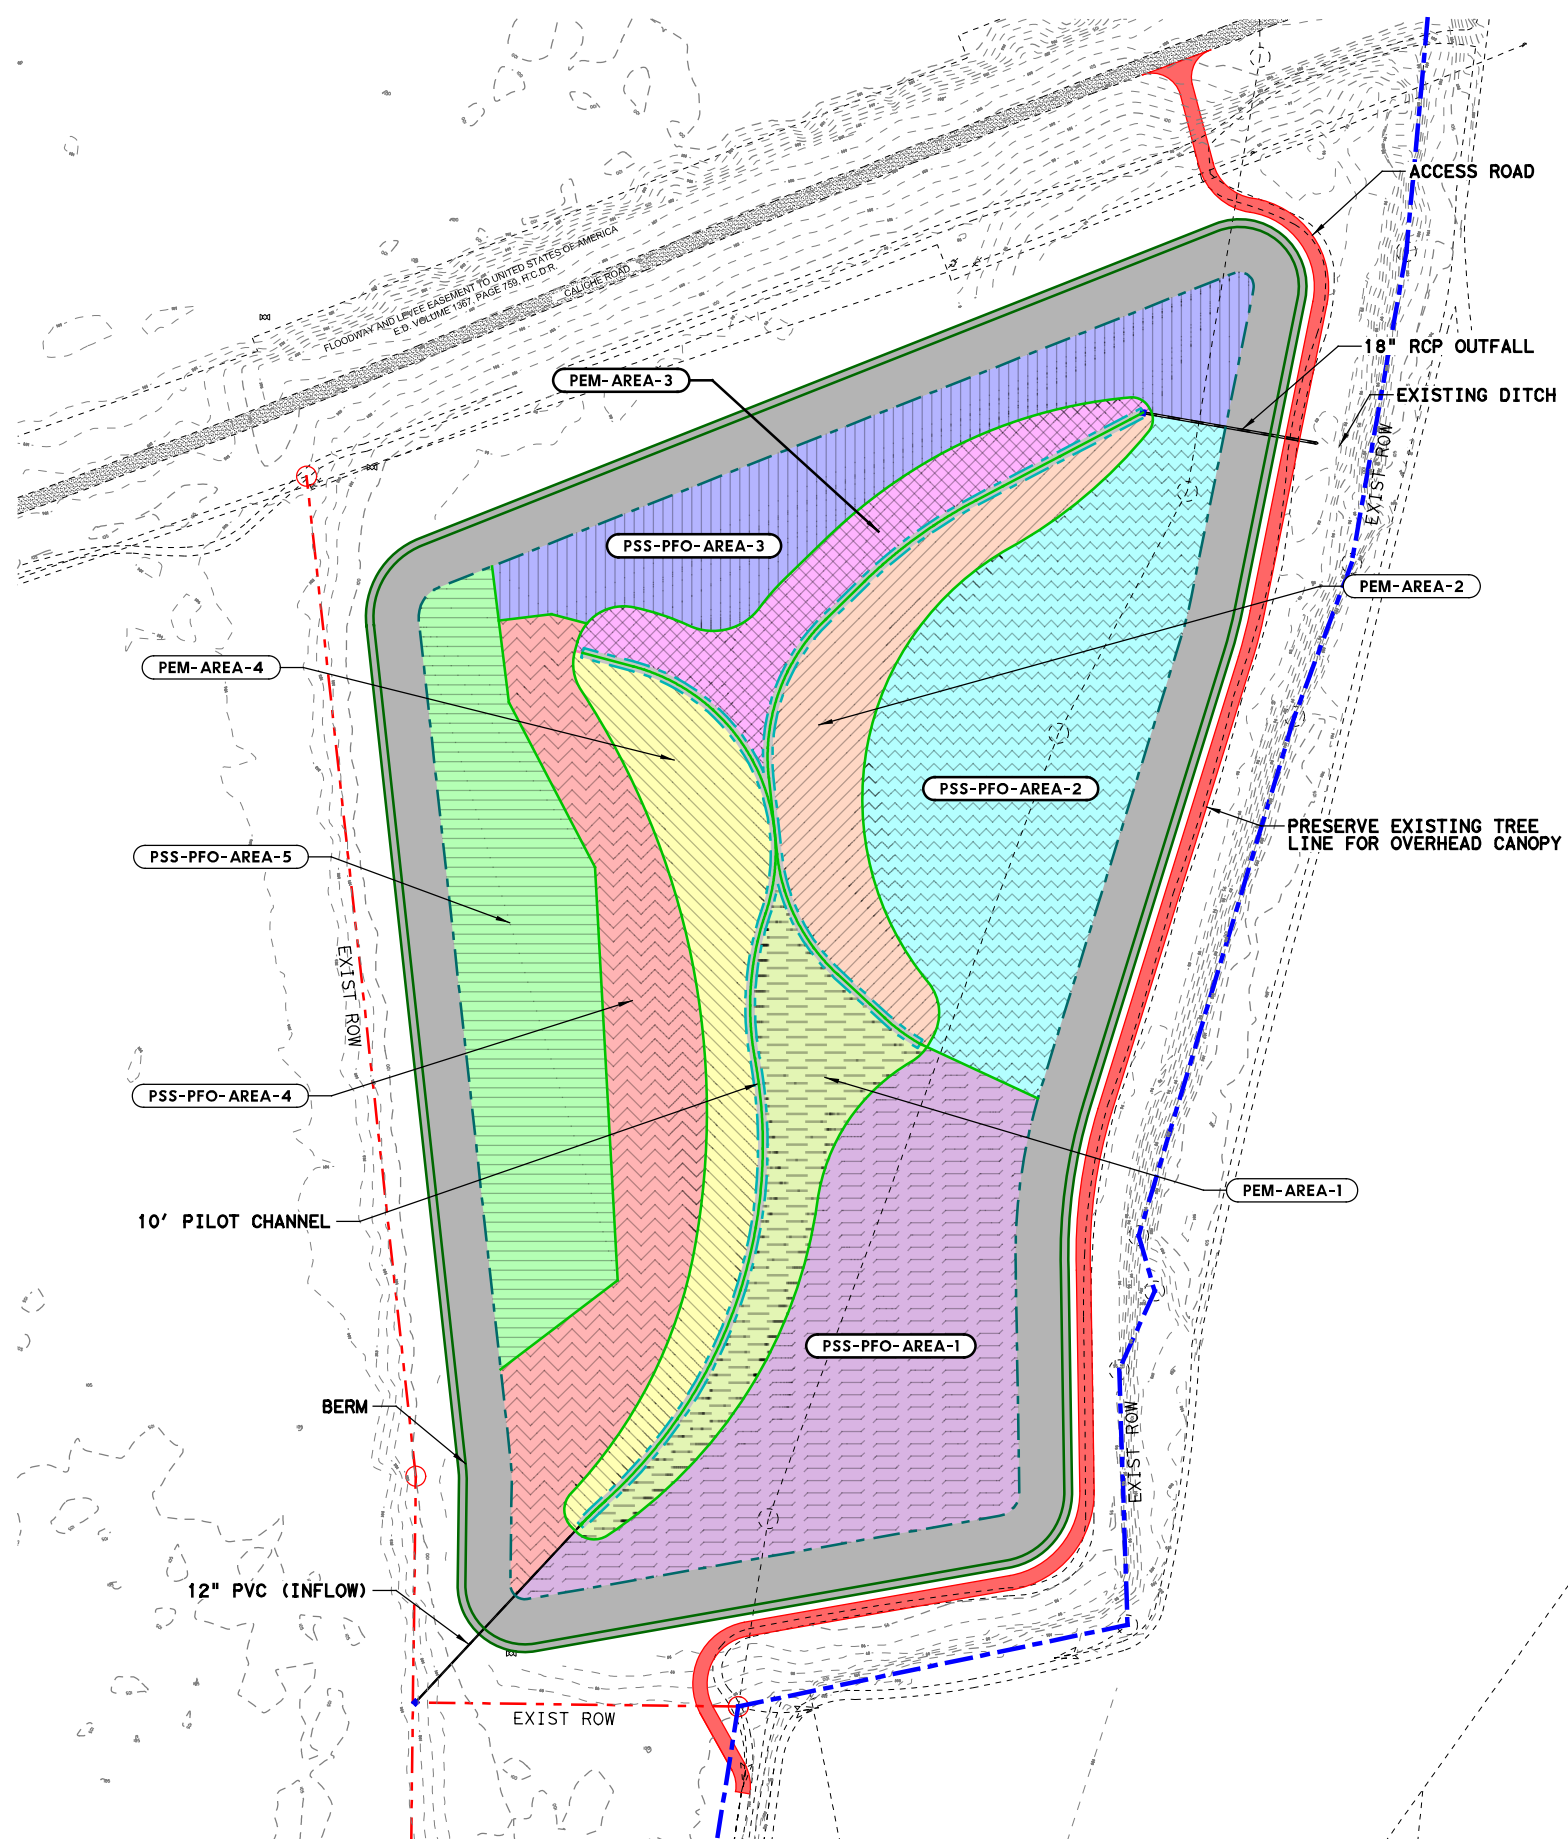 ACCESS ROAD
FLOODWAY AND LEVEE EASEMENT TO UNITED STATES OF AMERICA
E.D. VOLUME 1367, PAGE 759, H.C.D.R.
CALICHE ROAD
18" RCP OUTFALL
PEM-AREA-3
EXISTING DITCH
EXIST ROW
PSS-PFO-AREA-3
PEM-AREA-2
PEM-AREA-4
PSS-PFO-AREA-2
PRESERVE EXISTING TREE
LINE FOR OVERHEAD CANOPY
PSS-PFO-AREA-5
EXIST ROW
PSS-PFO-AREA-4
PEM-AREA-1
10' PILOT CHANNEL
PSS-PFO-AREA-1
BERM
EXIST ROW
12" PVC (INFLOW)
EXIST ROW